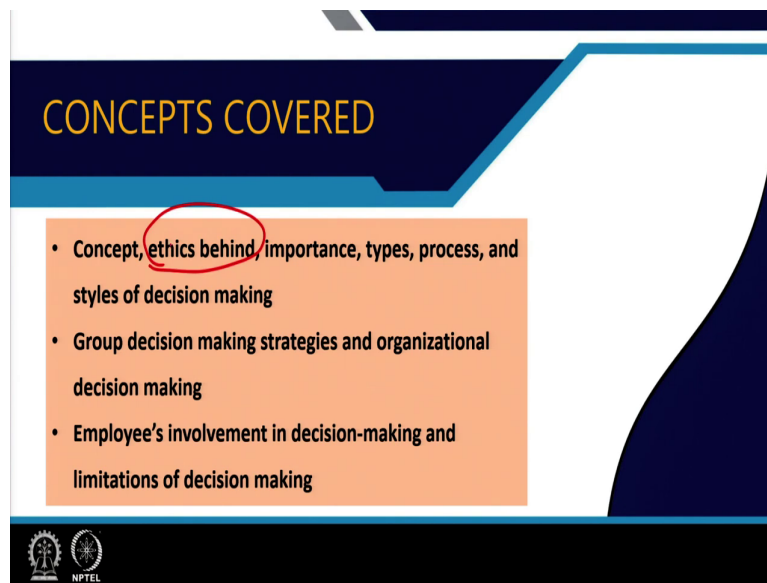 CONCEPTS COVERED
• Concept, ethics behind, importance, types, process, and
styles of decision making
• Group decision making strategies and organizational
decision making
• Employee's involvement in decision-making and
limitations of decision making
NPTEL